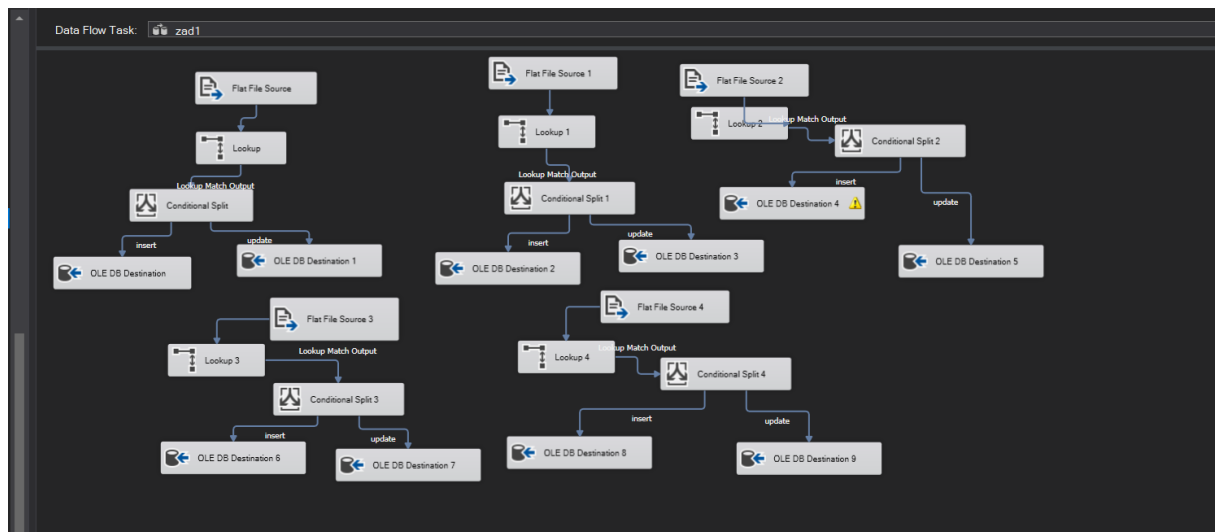 Data Flow Task: zad1
Flat File Source
Lookup
Lookup Match Output
Conditional Split
insert
update
OLE DB Destination
OLE DB Destination 1
Flat File Source 1
Lookup 1
Lookup Match Output
Conditional Split 1
insert
update
OLE DB Destination 2
OLE DB Destination 3
Flat File Source 2
Lookup 2
Lookup Match Output
Conditional Split 2
insert
update
OLE DB Destination 4
OLE DB Destination 5
Flat File Source 3
Lookup 3
Lookup Match Output
Conditional Split 3
insert
update
OLE DB Destination 6
OLE DB Destination 7
Flat File Source 4
Lookup 4
Lookup Match Output
Conditional Split 4
insert
update
OLE DB Destination 8
OLE DB Destination 9